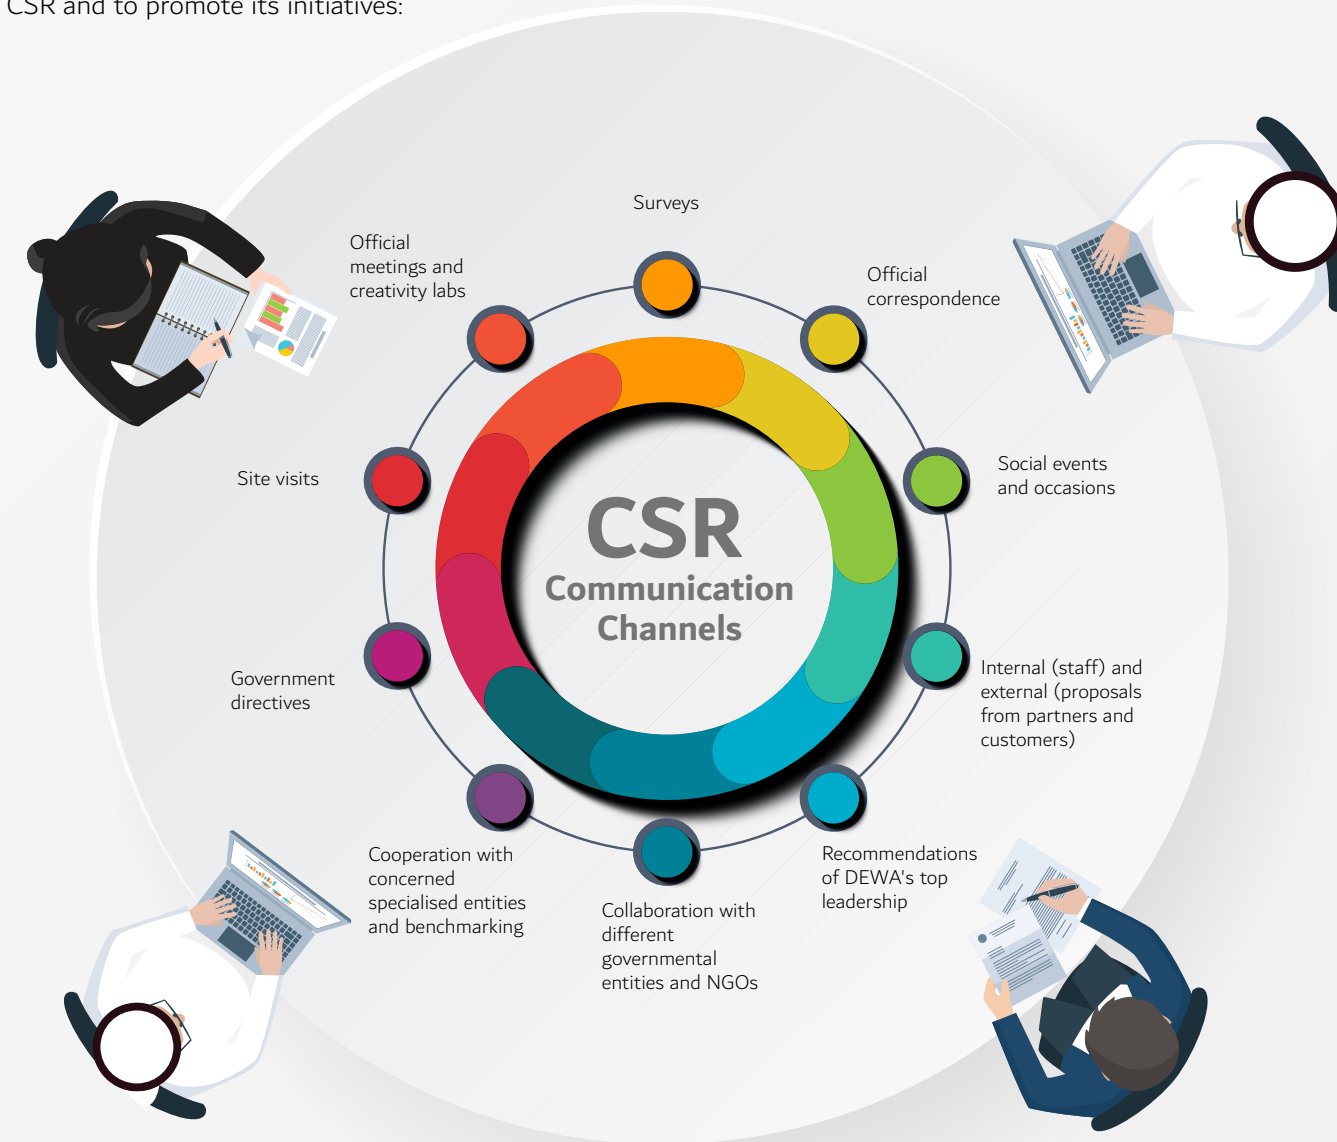 CSR and to promote its initiatives:
Surveys
Official
meetings and
creativity labs
Official
correspondence
Site visits
Social events
and occasions
CSR
Communication
Channels
Government
directives
Internal (staff) and
external (proposals
from partners and
customers)
Cooperation with
concerned
specialised entities
and benchmarking
Collaboration with
different
governmental
entities and NGOs
Recommendations
of DEWA's top
leadership